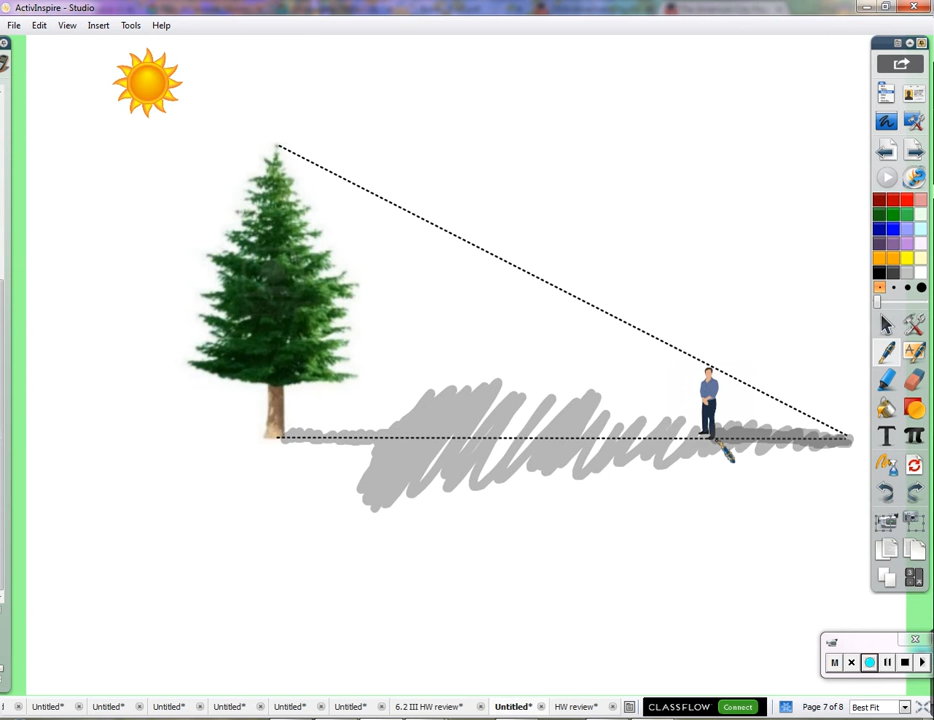 ActivInspire - Studio
File Edit View Insert Tools Help
T π
M
Untitled* Untitled* Untitled* Untitled* Untitled* Untitled* 6.2 III HW review* Untitled* HW review* CLASSFLOW Connect Page 7 of 8 Best Fit